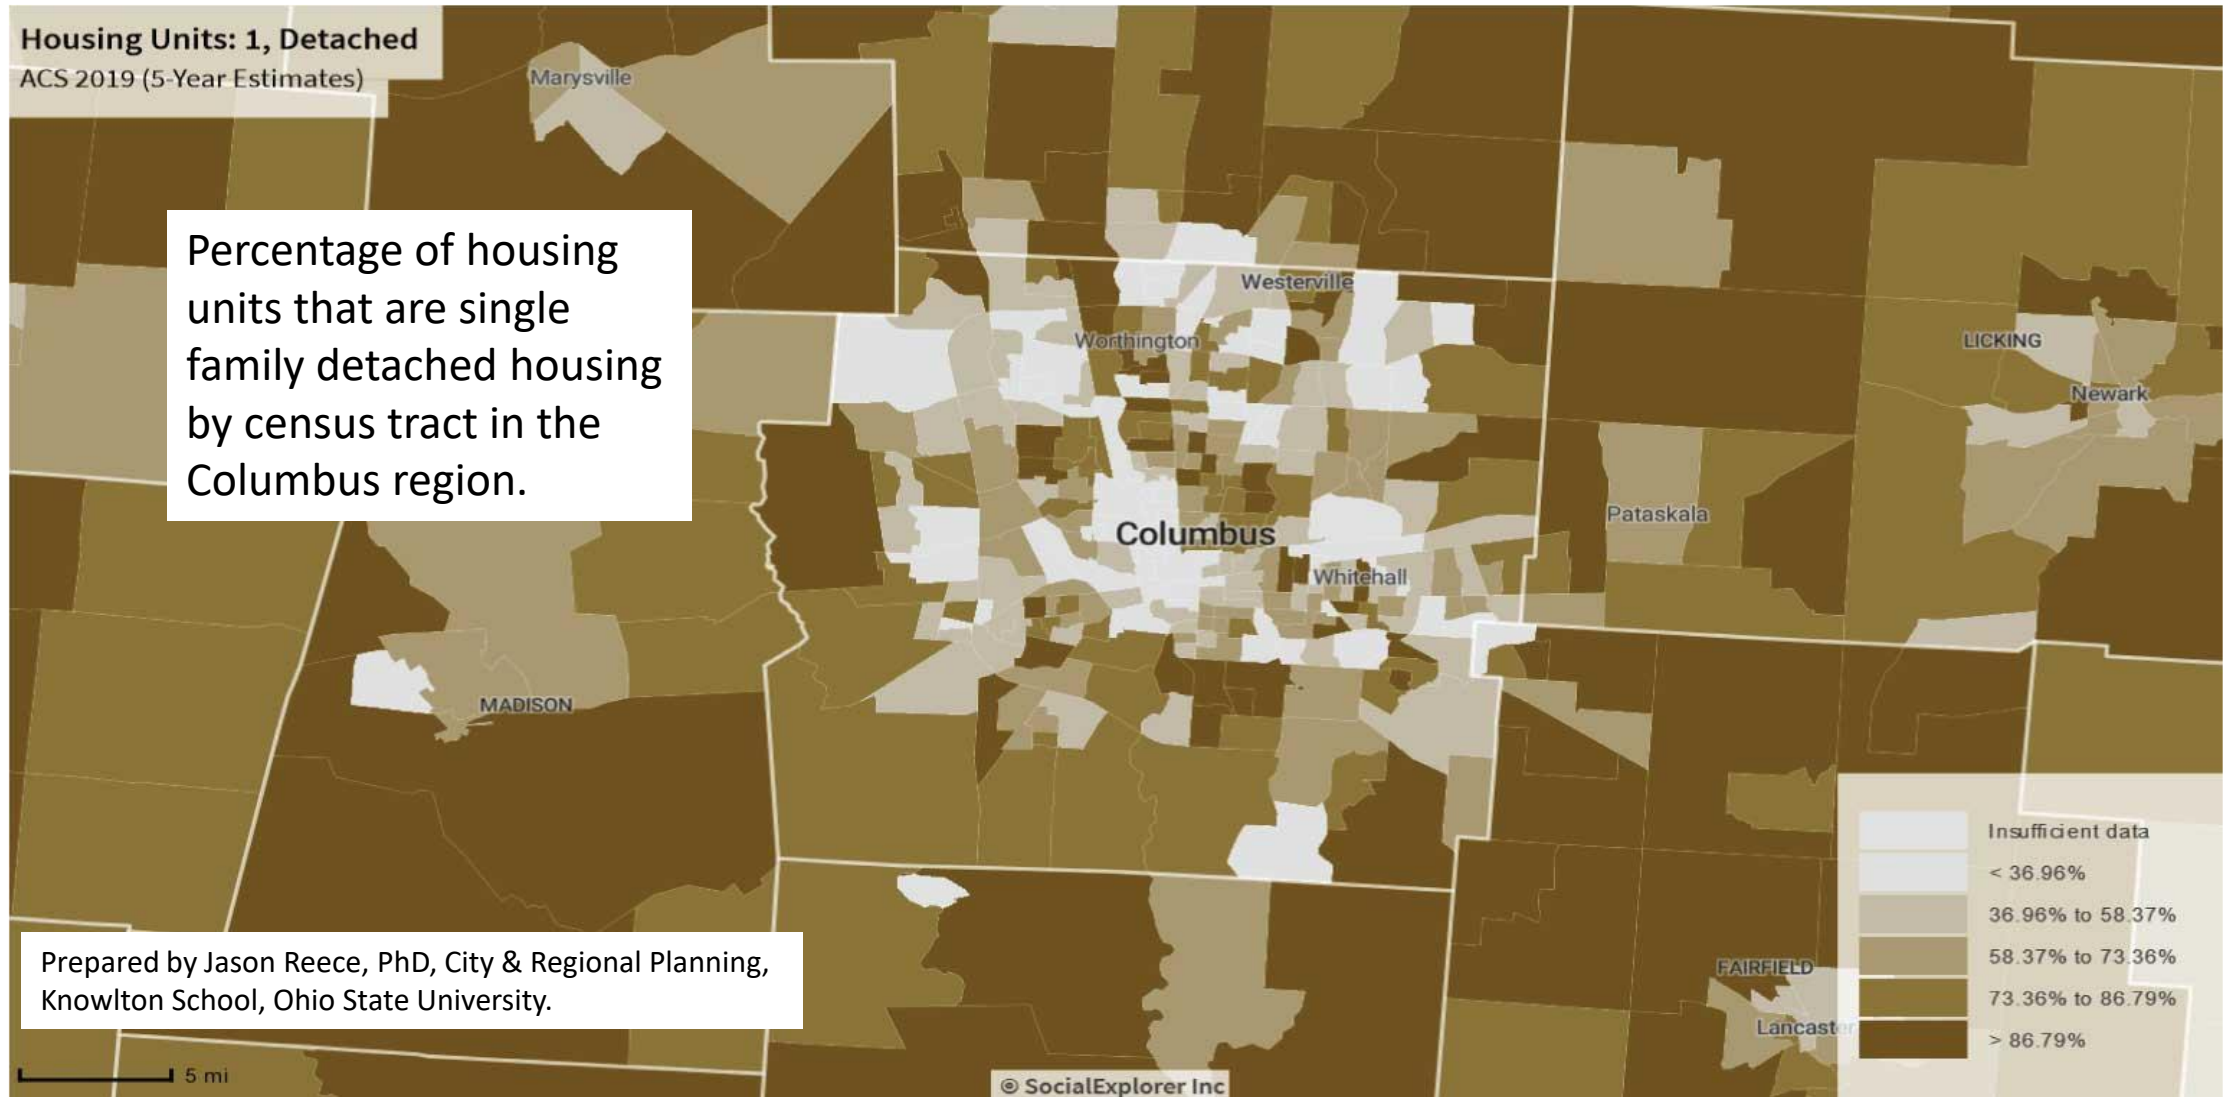 Housing Units: 1, Detached
ACS 2019 (5-Year Estimates)
Marysville
Percentage of housing
units that are single
family detached housing
by census tract in the
Columbus region.
Westerville
Worthington
LICKING
Newark
Pataskala
Columbus
Whitehall
MADISON
Insufficient data
< 36.96%
36.96% to 58.37%
58.37% to 73.36%
73.36% to 86.79%
> 86.79%
FAIRFIELD
Lancaste
Prepared by Jason Reece, PhD, City & Regional Planning,
Knowlton School, Ohio State University.
5 mi
© SocialExplorer Inc